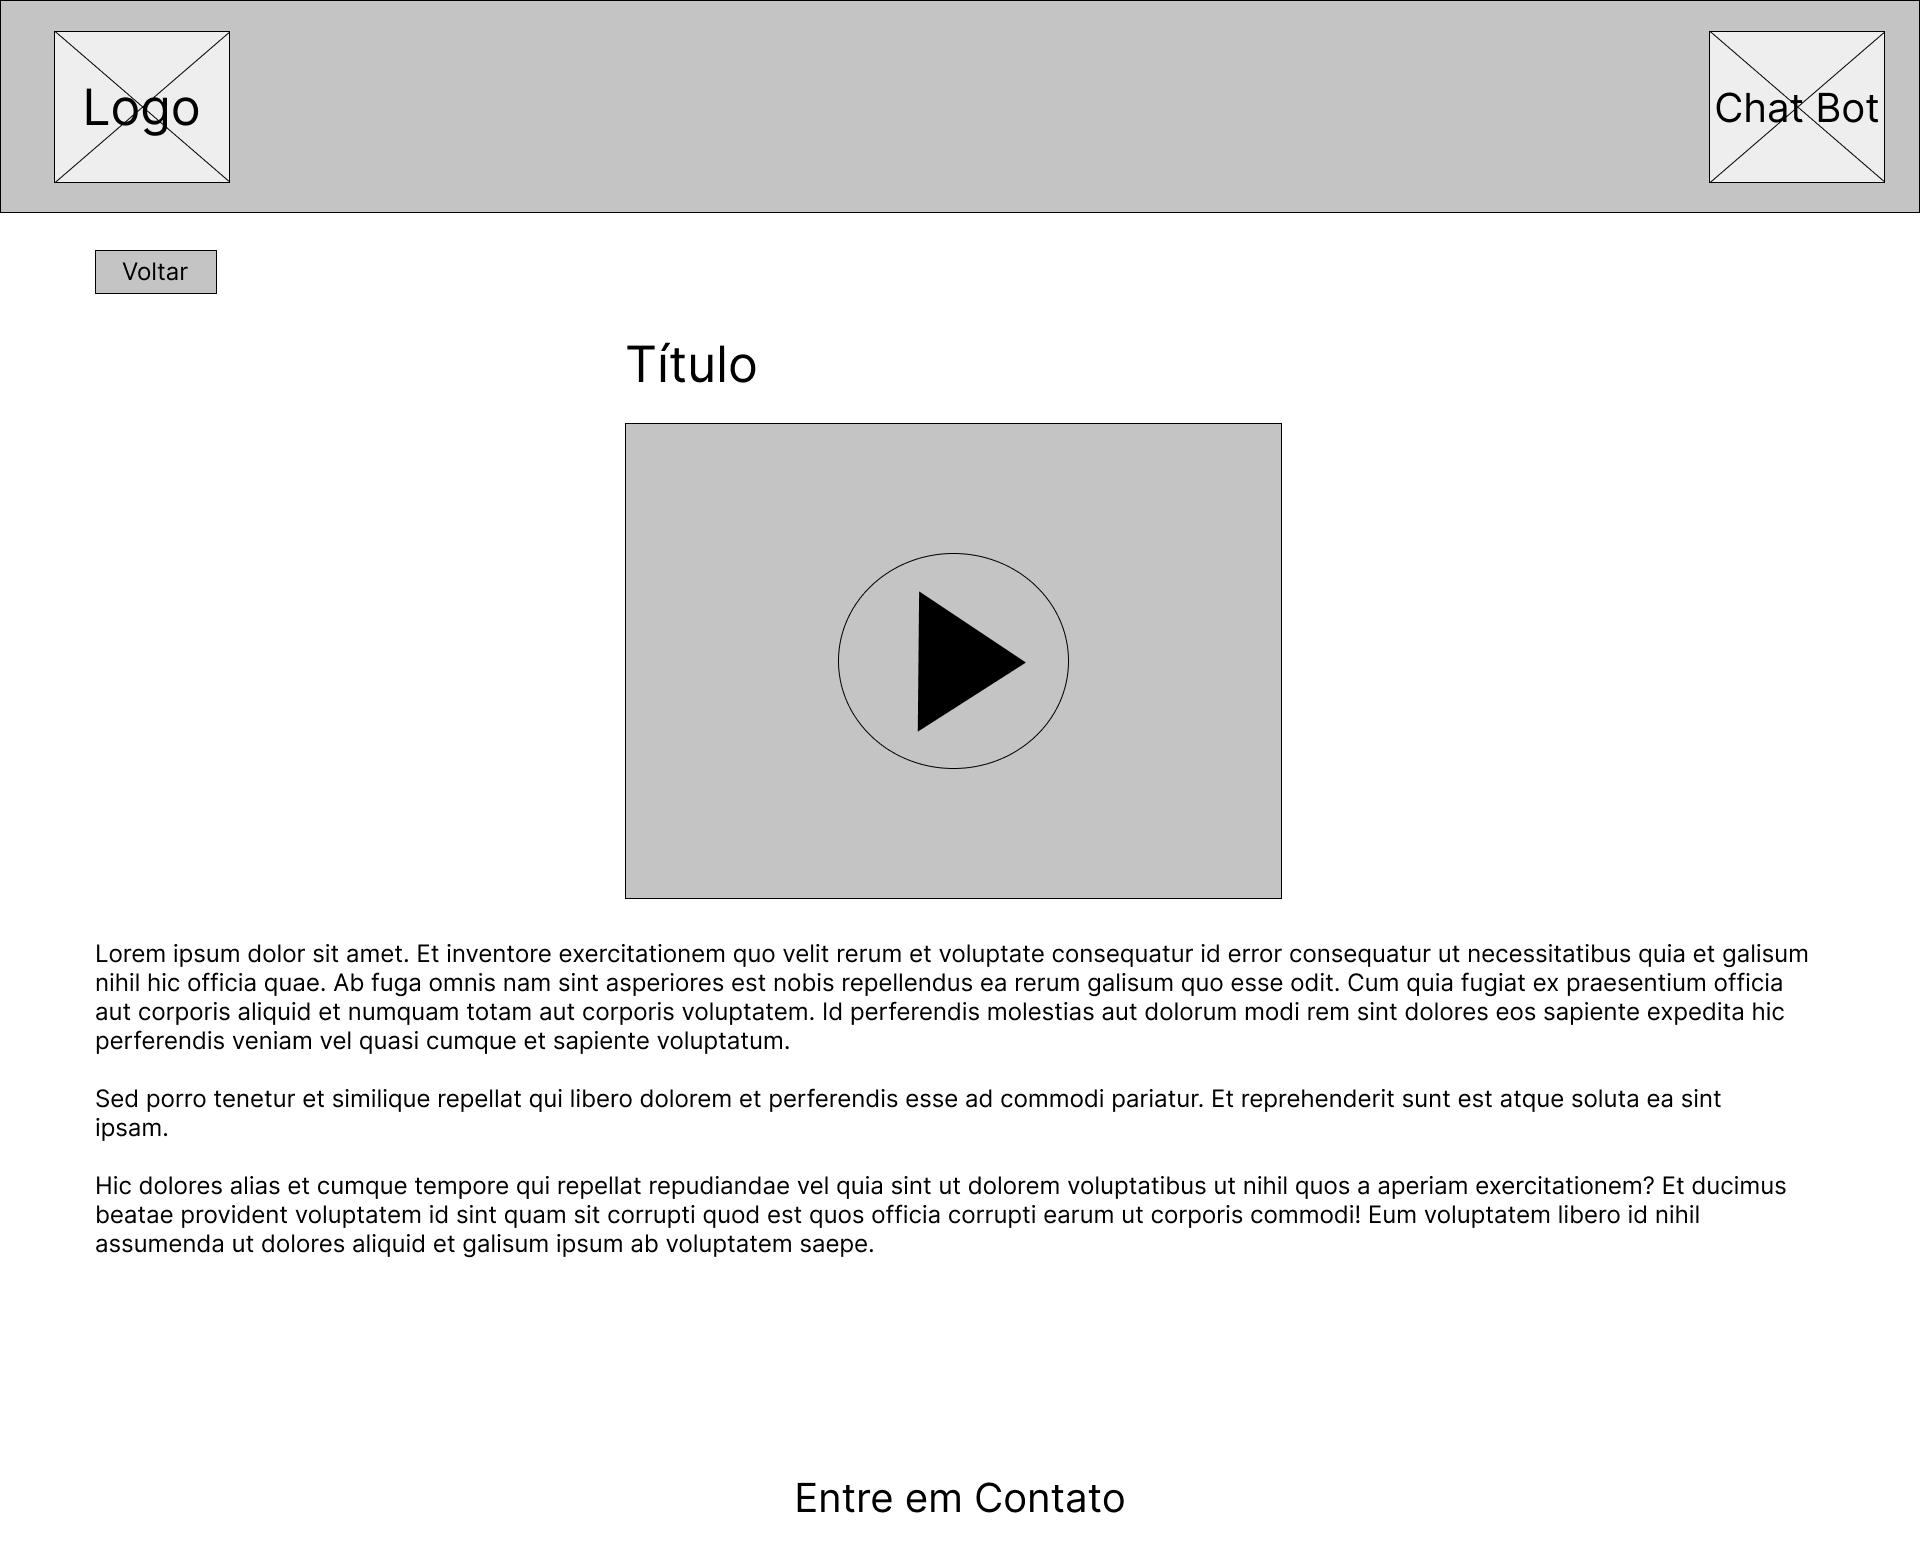 Logo
Chat Bot
Voltar
Título
Lorem ipsum dolor sit amet. Et inventore exercitationem quo velit rerum et voluptate consequatur id error consequatur ut necessitatibus quia et galisum
nihil hic officia quae. Ab fuga omnis nam sint asperiores est nobis repellendus ea rerum galisum quo esse odit. Cum quia fugiat ex praesentium officia
aut corporis aliquid et numquam totam aut corporis voluptatem. Id perferendis molestias aut dolorum modi rem sint dolores eos sapiente expedita hic
perferendis veniam vel quasi cumque et sapiente voluptatum.
Sed porro tenetur et similique repellat qui libero dolorem et perferendis esse ad commodi pariatur. Et reprehenderit sunt est atque soluta ea sint
ipsam.
Hic dolores alias et cumque tempore qui repellat repudiandae vel quia sint ut dolorem voluptatibus ut nihil quos a aperiam exercitationem? Et ducimus
beatae provident voluptatem id sint quam sit corrupti quod est quos officia corrupti earum ut corporis commodi! Eum voluptatem libero id nihil
assumenda ut dolores aliquid et galisum ipsum ab voluptatem saepe.
Entre em Contato